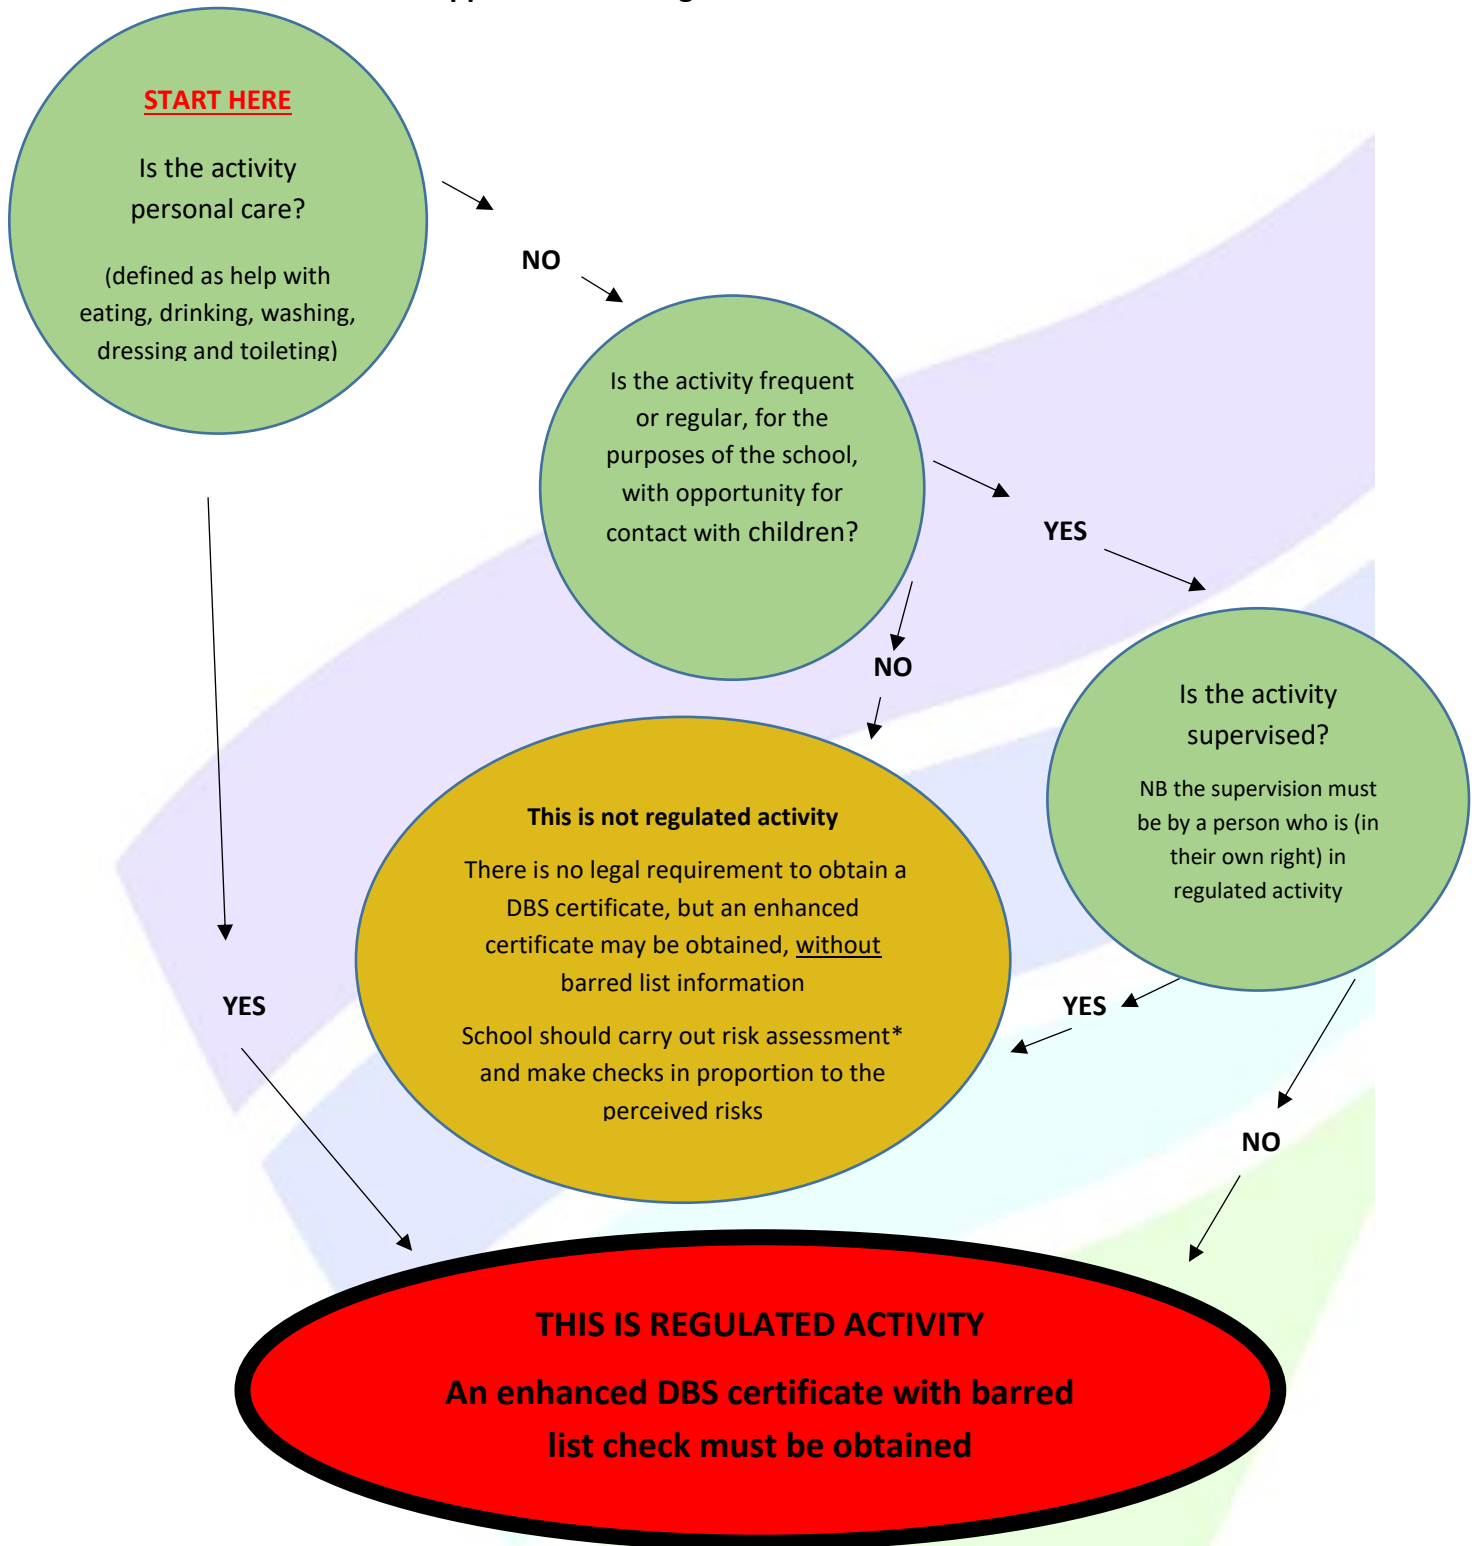 START HERE
Is the activity
personal care?
(defined as help with
eating, drinking, washing,
dressing and toileting)
NO
Is the activity frequent
or regular, for the
purposes of the school,
with opportunity for
contact with children?
YES
NO
Is the activity
supervised?
NB the supervision must
be by a person who is (in
their own right) in
regulated activity
This is not regulated activity
There is no legal requirement to obtain a
DBS certificate, but an enhanced
certificate may be obtained, without
barred list information
School should carry out risk assessment*
and make checks in proportion to the
perceived risks
YES
YES
NO
THIS IS REGULATED ACTIVITY
An enhanced DBS certificate with barred
list check must be obtained